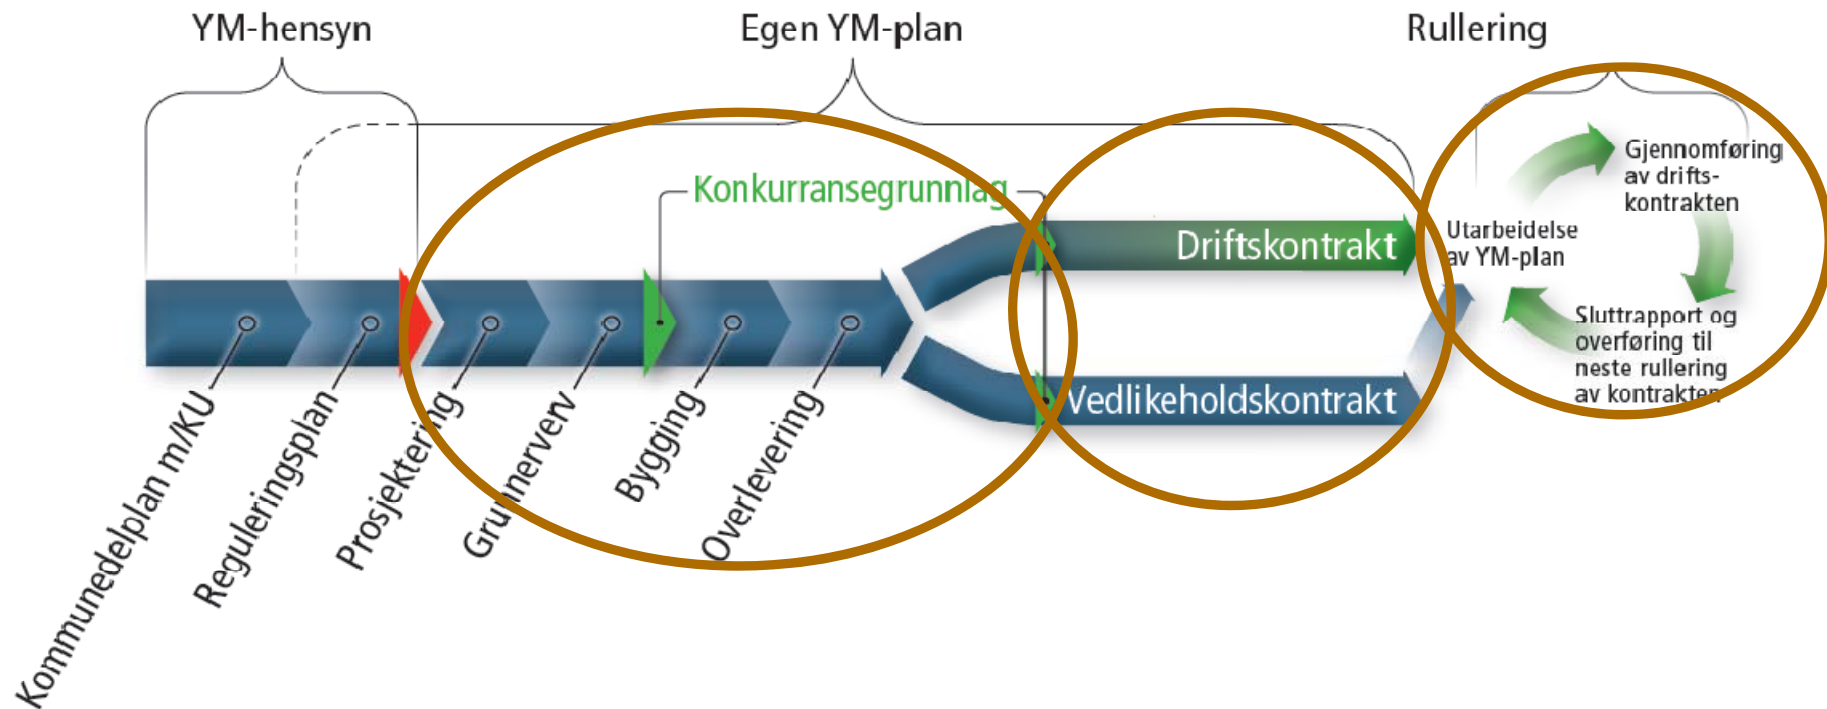 YM-hensyn
Egen YM-plan
Rullering
Konkurransegrunnlag
Driftskontrakt
Vedlikeholdskontrakt
Utarbeidelse
av YM-plan
Gjennomføring
av drifts-
kontrakten
Sluttrapport og
overføring til
neste rullering
av kontrakten
Kommunedelplan m/KU
Reguleringsplan
Prosjektering
Grunnerverv
Bygging
Overlevering